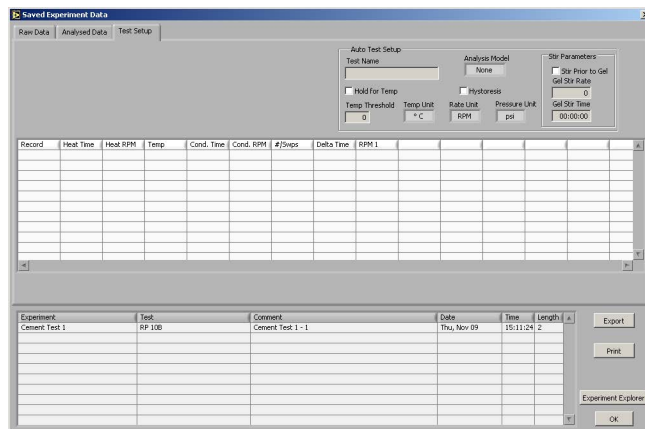 Saved Experiment Data
Raw Data Analysed Data Test Setup
Auto Test Setup
Test Name
Analysis Model
None
Stir Parameters
Stir Prior to Gel
Gel Stir Rate
0
Hold for Temp
Hystoresis
Temp Threshold Temp Unit Rate Unit Pressure Unit
Gel Stir Time
0 ° C RPM psi
00:00:00
Record Heat Time Heat RPM Temp Cond. Time Cond. RPM #/Swps Delta Time RPM 1
Experiment Test Comment Date Time Length
Cement Test 1 RP 10B Cement Test 1 - 1 Thu, Nov 09 15:11:24 2
Export
Print
Experiment Explorer
OK